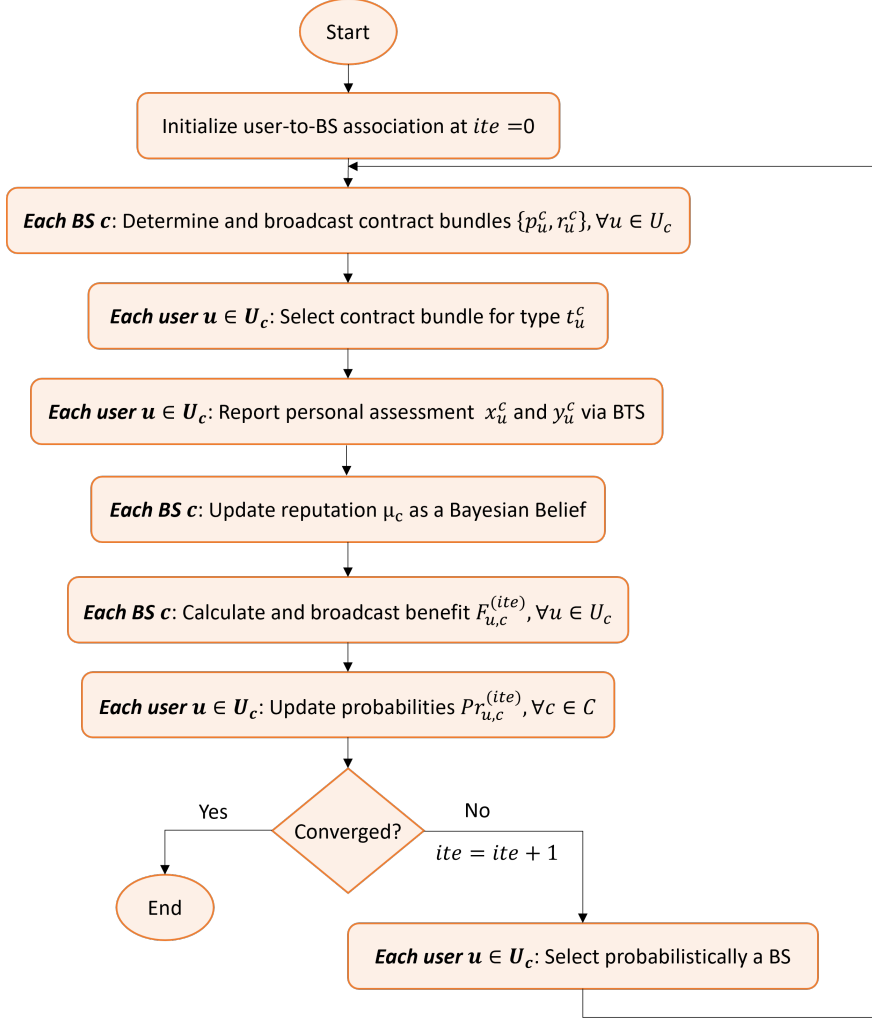 Start
Initialize user-to-BS association at 𝑖𝑡𝑒 =0
Each BS c: Determine and broadcast contract bundles {p_u^c, r_u^c}, ∀u ∈ U_c
Each user u ∈ U_c: Select contract bundle for type t_u^c
Each user u ∈ U_c: Report personal assessment x_u^c and y_u^c via BTS
Each BS c: Update reputation μ_c as a Bayesian Belief
Each BS c: Calculate and broadcast benefit F_{u,c}^{(ite)}, ∀u ∈ U_c
Each user u ∈ U_c: Update probabilities Pr_{u,c}^{(ite)}, ∀c ∈ C
Yes
Converged?
No
ite = ite + 1
End
Each user u ∈ U_c: Select probabilistically a BS